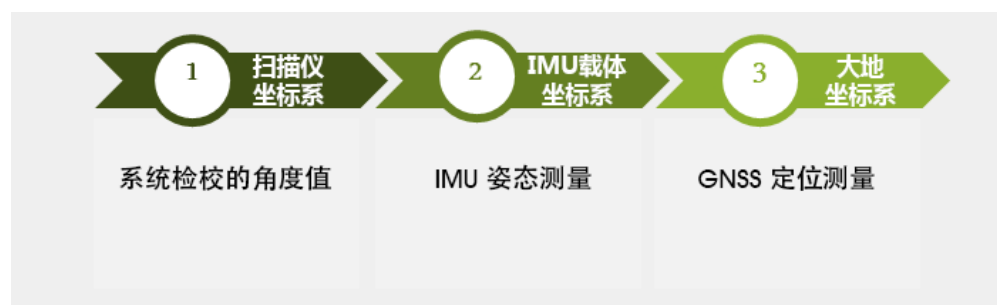 1
扫描仪
坐标系
2
IMU载体
坐标系
3
大地
坐标系
系统检校的角度值
IMU 姿态测量
GNSS 定位测量